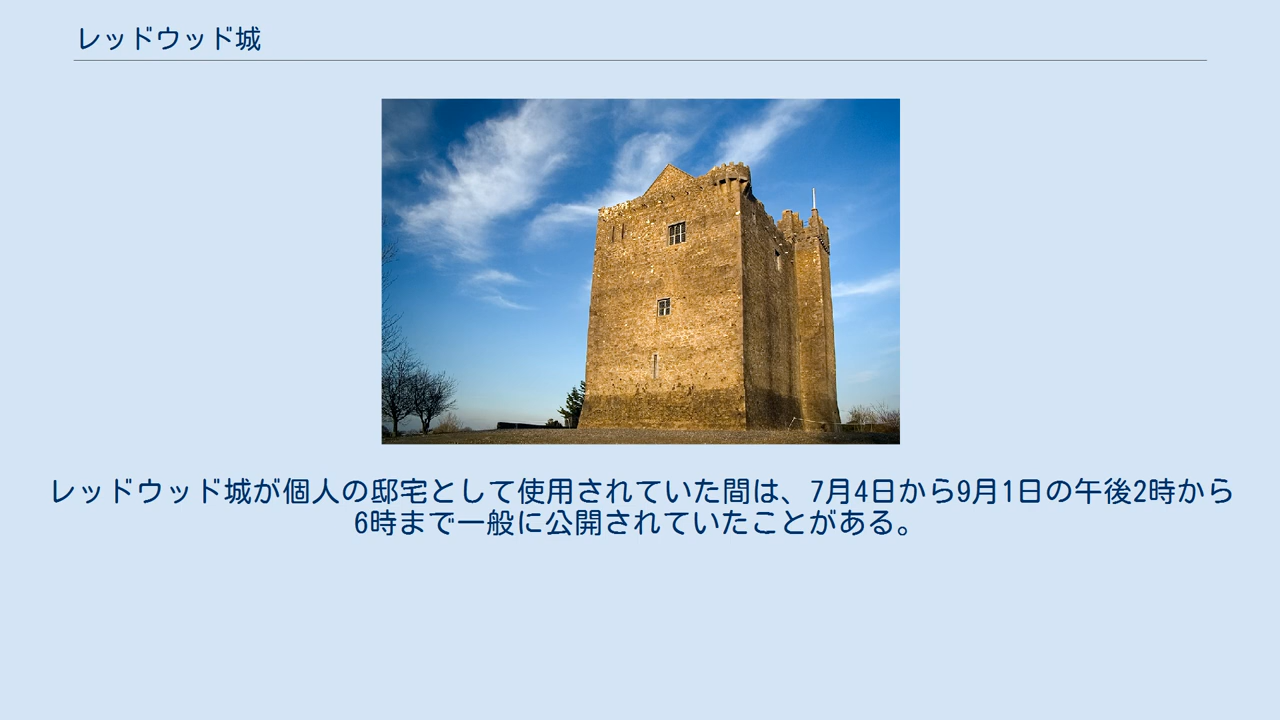 レッドウッド城
レッドウッド城が個人の邸宅として使用されていた間は、7月4日から9月1日の午後2時から
6時まで一般に公開されていたことがある。